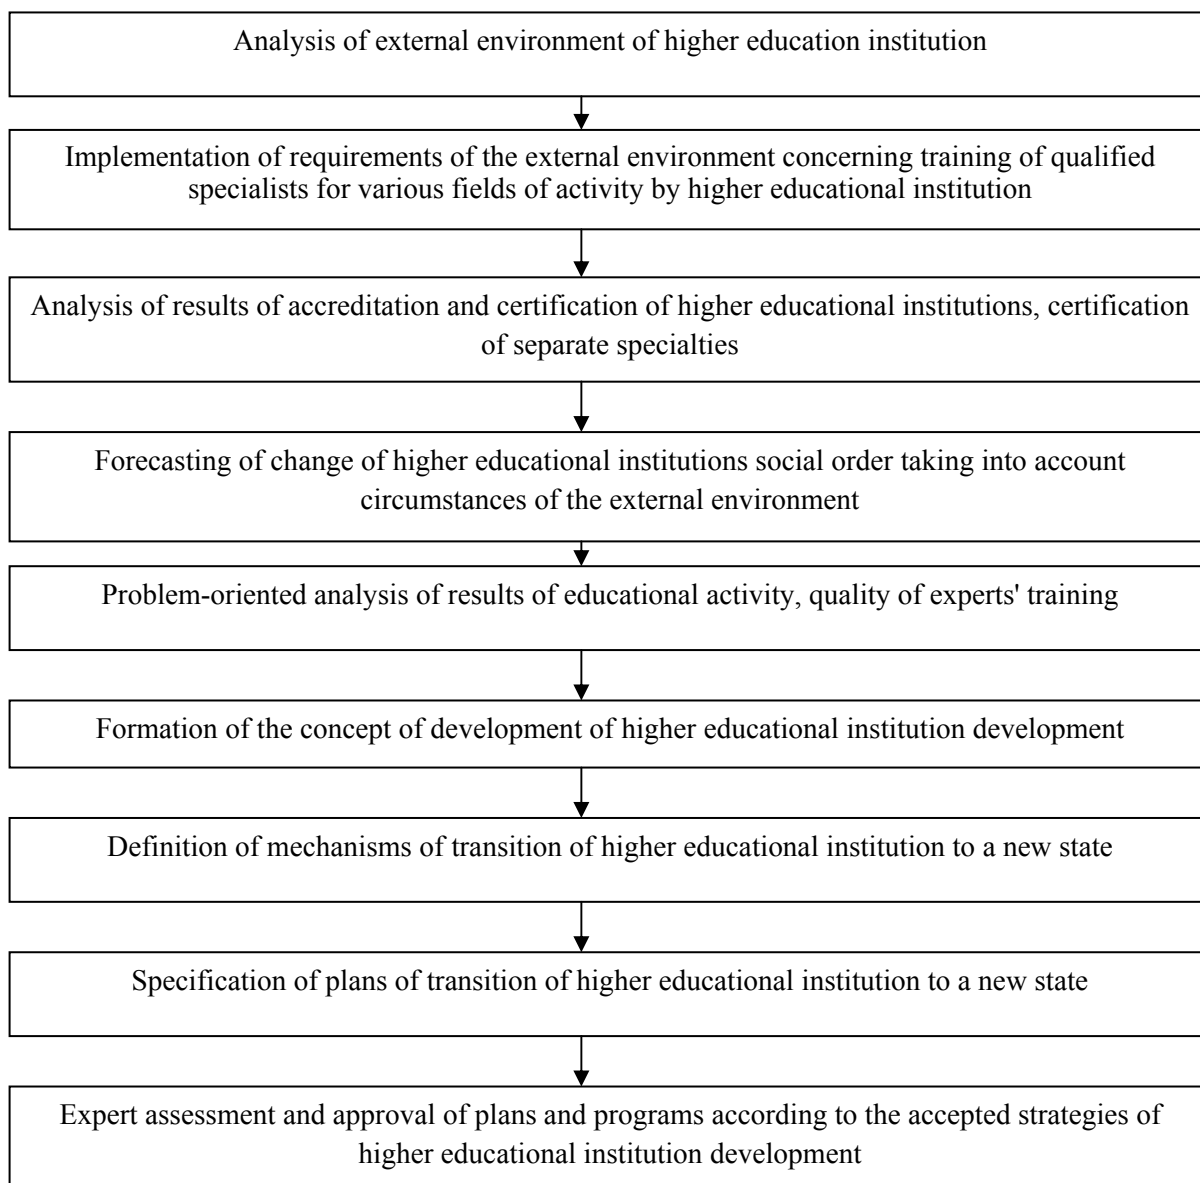 Analysis of external environment of higher education institution
Implementation of requirements of the external environment concerning training of qualified
specialists for various fields of activity by higher educational institution
Analysis of results of accreditation and certification of higher educational institutions, certification
of separate specialties
Forecasting of change of higher educational institutions social order taking into account
circumstances of the external environment
Problem-oriented analysis of results of educational activity, quality of experts' training
Formation of the concept of development of higher educational institution development
Definition of mechanisms of transition of higher educational institution to a new state
Specification of plans of transition of higher educational institution to a new state
Expert assessment and approval of plans and programs according to the accepted strategies of
higher educational institution development